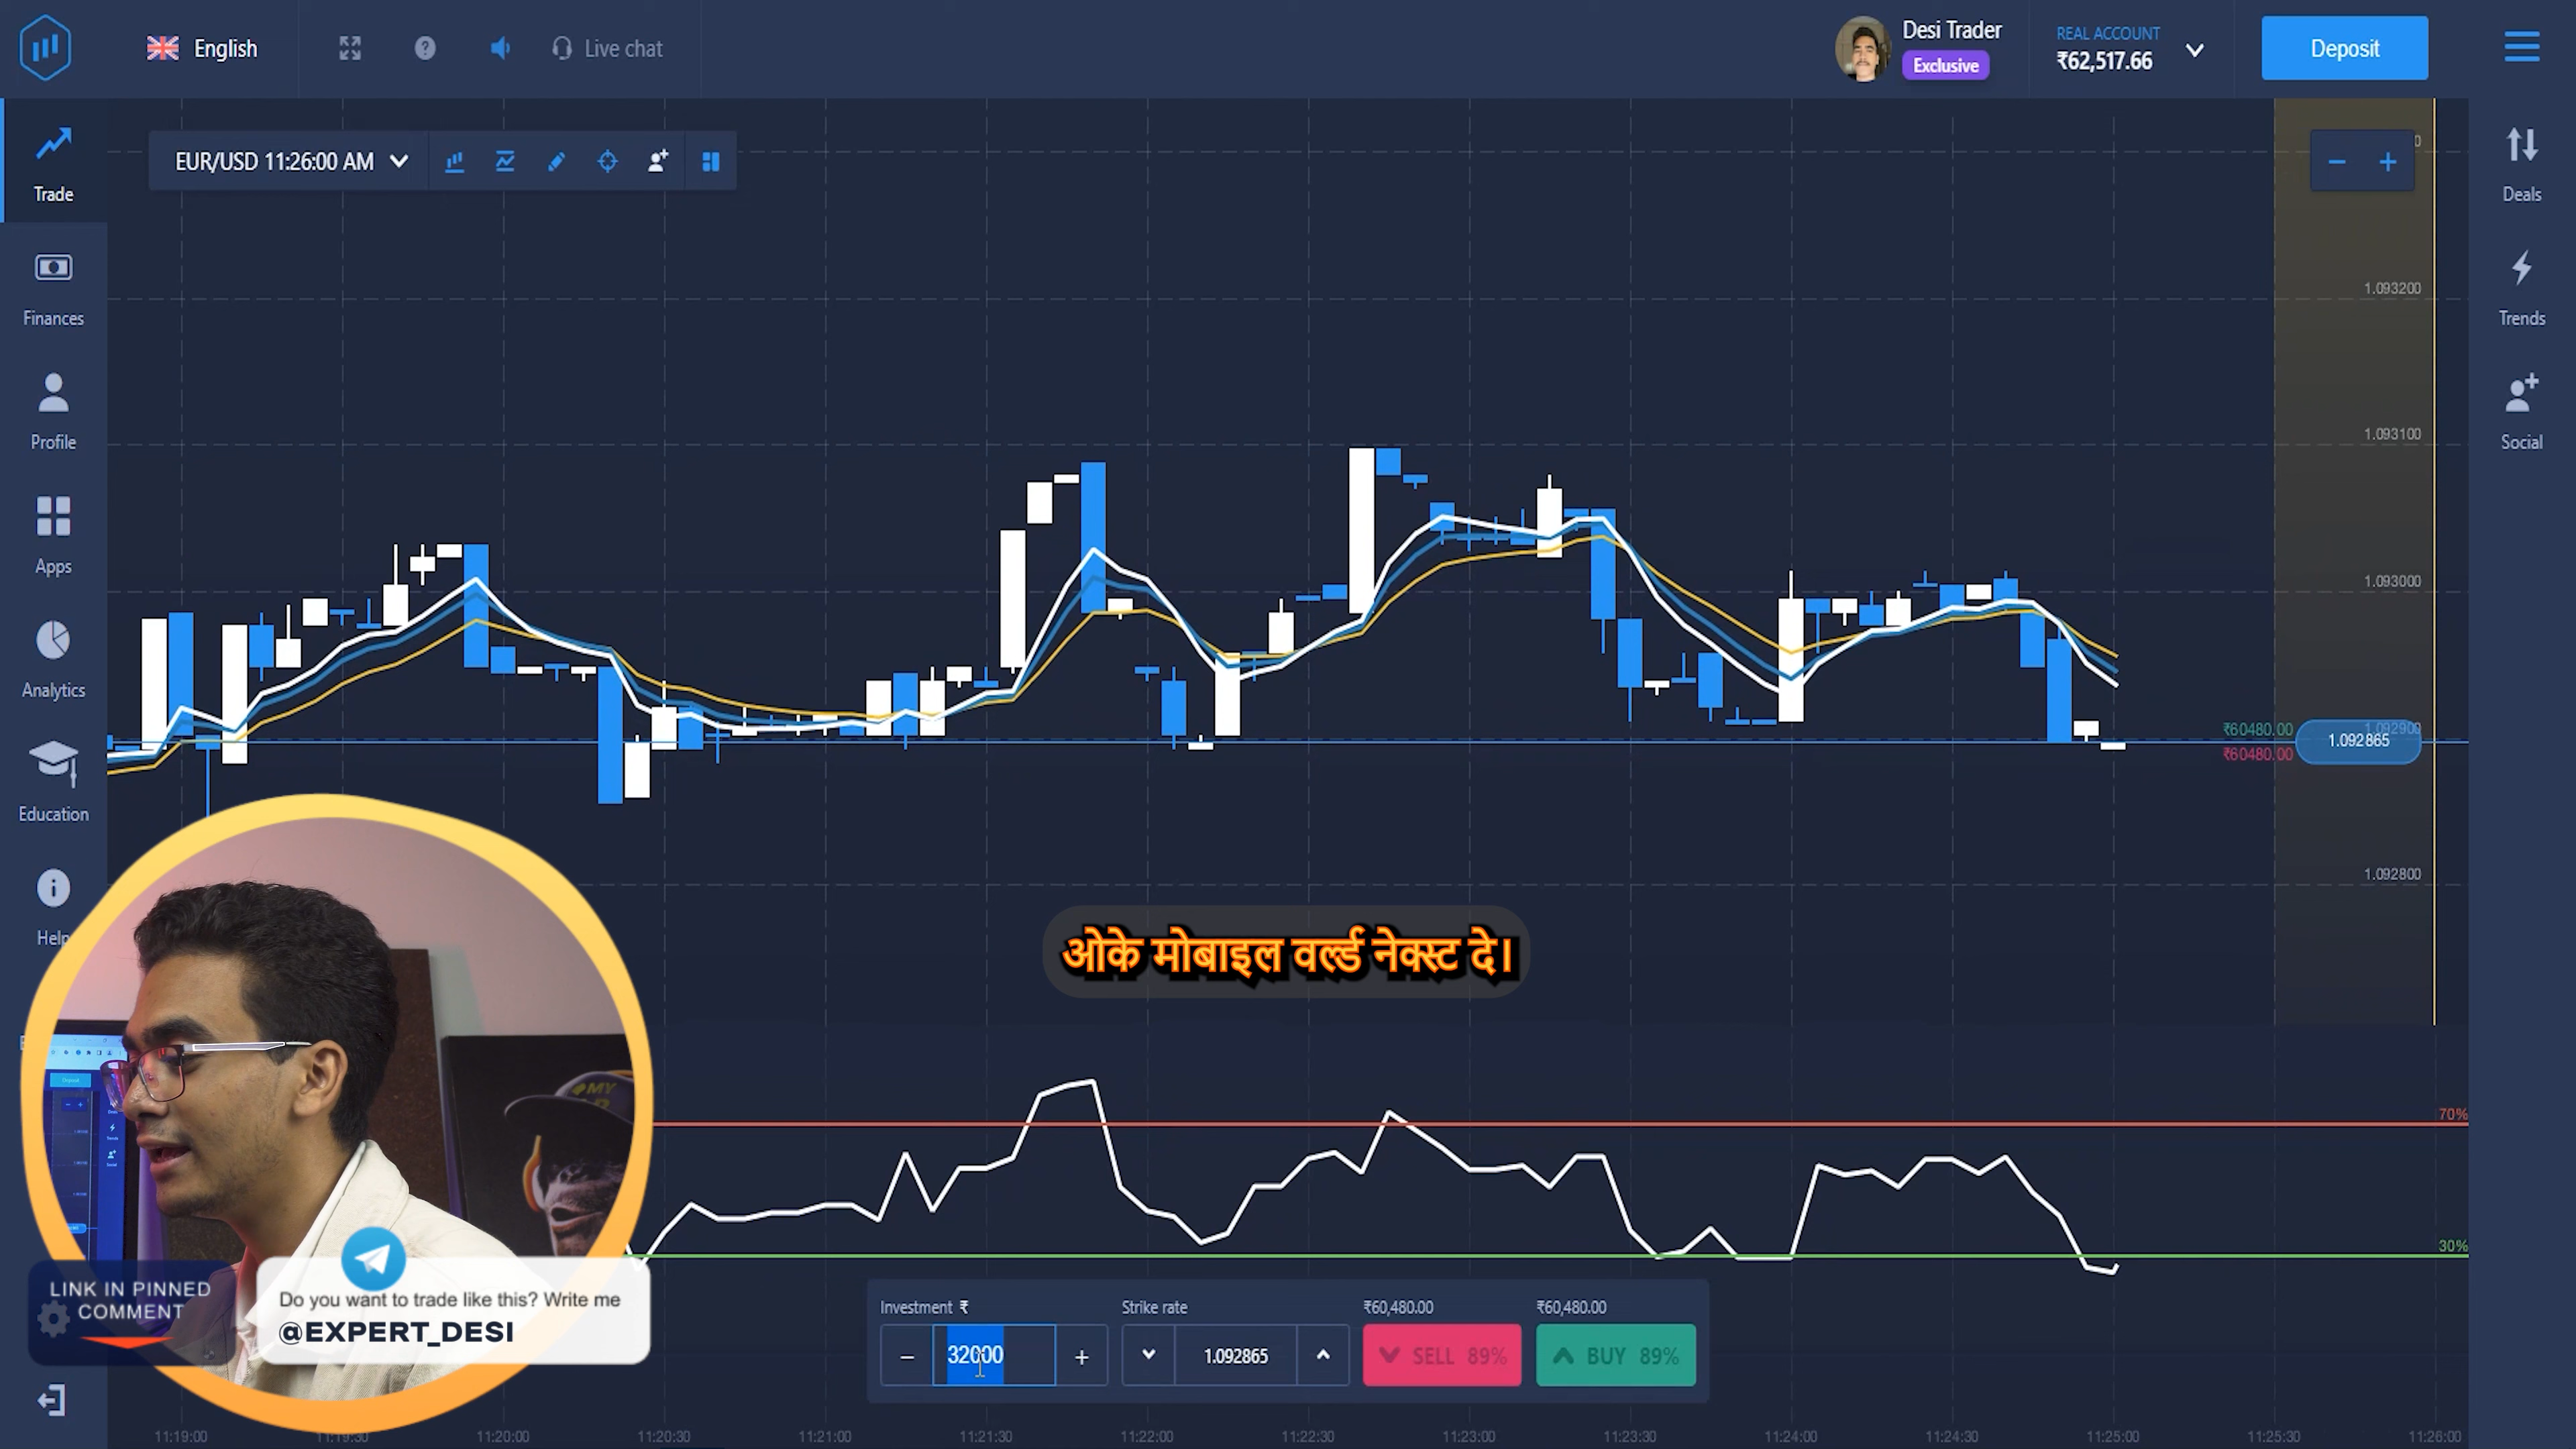 English
Live chat
Desi Trader
Exclusive
REAL ACCOUNT
₹62,517.66
Deposit
EUR/USD 11:26:00 AM
Trade
Finances
Profile
Apps
Analytics
Education
Help
Deals
Trends
Social
1.093200
1.093100
1.093000
1.092900
₹60480.00
1.092865
₹60480.00
1.092800
ओके मोबाइल वर्ल्ड नेक्स्ट दे।
MY
70%
30%
LINK IN PINNED
COMMENT
Do you want to trade like this? Write me
@EXPERT_DESI
Investment ₹
Strike rate
₹60,480.00
₹60,480.00
−
32000
+
1.092865
SELL 89%
BUY 89%
11:19:00
11:19:30
11:20:00
11:20:30
11:21:00
11:21:30
11:22:00
11:22:30
11:23:00
11:23:30
11:24:00
11:24:30
11:25:00
11:25:30
11:26:00